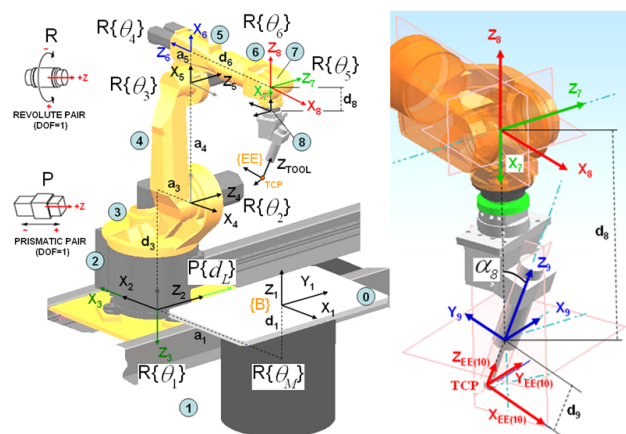 R
-
+Z
+
REVOLUTE PAIR
(DOF=1)
P
+Z
-
+
PRISMATIC PAIR
(DOF=1)
R{θ4}
5
R{θ6}
4
X6
Z6
a5
d6
6
7
Z8
R{θ5}
X5
Z5
Z7
X7
X8
d8
R{θ3}
4
a4
8
{EE}
ZTOOL
TCP
a3
Z4
X4
R{θ2}
3
d3
2
P{dL}
X2
Z2
X3
Z3
a1
{B}
Z1
Y1
d1
X1
0
R{θ1}
R{θM}
1
Z8
Z7
X7
X8
d8
α8
Z9
Y9
X9
ZEE(10)
TCP
YEE(10)
XEE(10)
d9